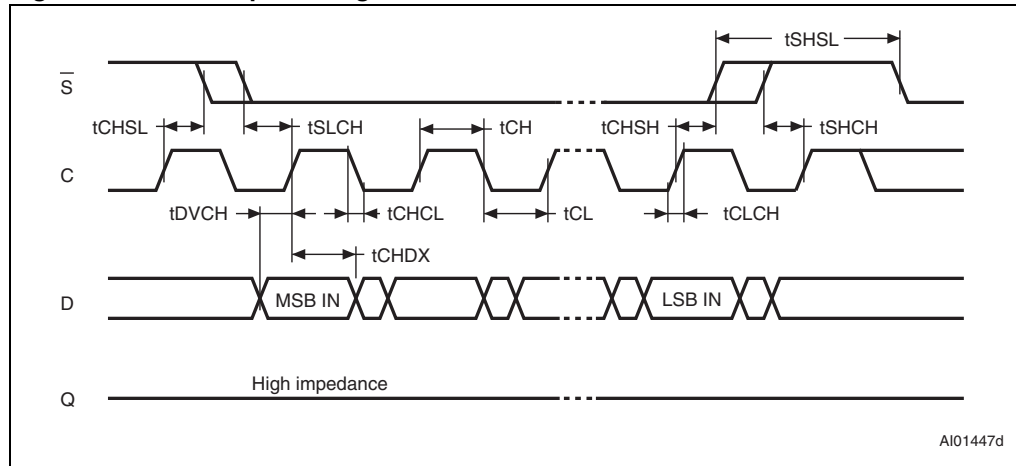 tSHSL
S
tCHSL
tSLCH
tCH
tCHSH
tSHCH
C
tDVCH
tCHCL
tCL
tCLCH
tCHDX
D
MSB IN
LSB IN
High impedance
Q
AI01447d